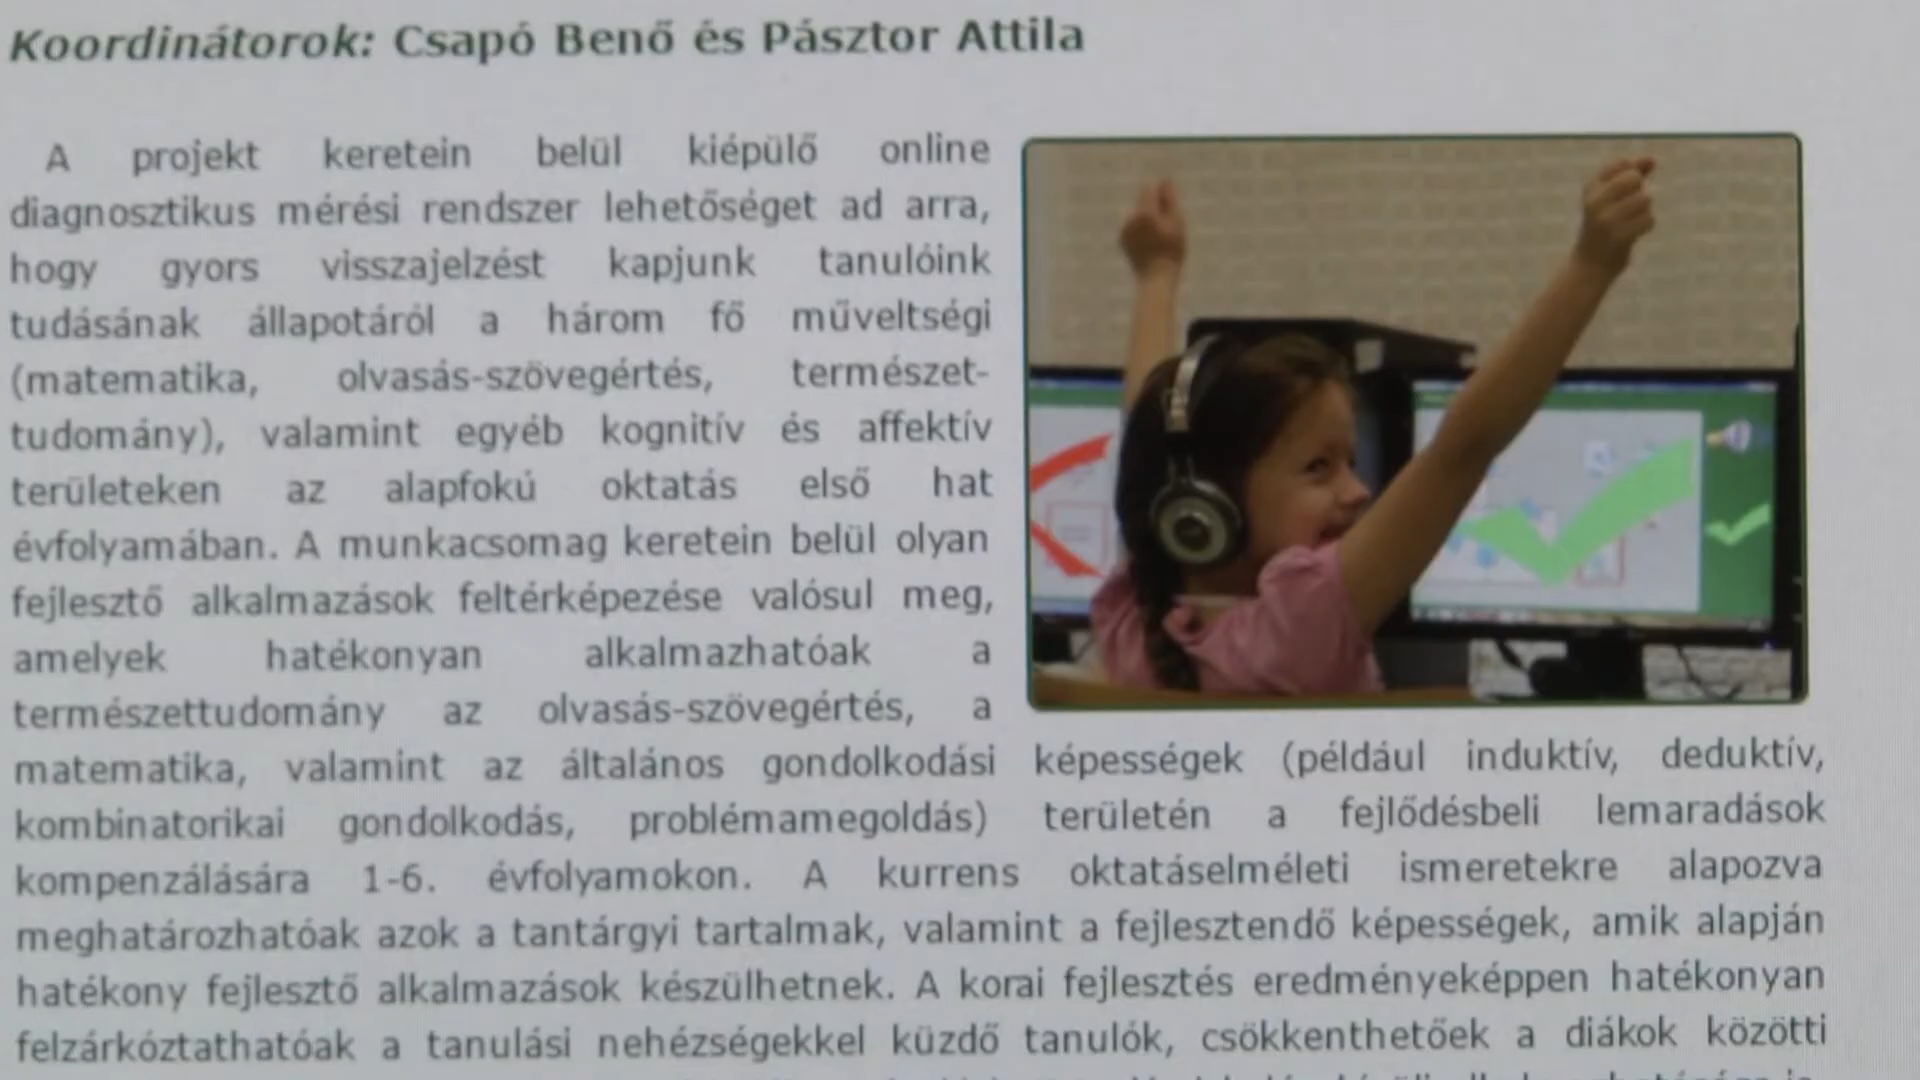 Koordinátorok: Csapó Benő és Pásztor Attila
A projekt keretein belül kiépülő online
diagnosztikus mérési rendszer lehetőséget ad arra,
hogy gyors visszajelzést kapjunk tanulóink
tudásának állapotáról a három fő műveltségi
(matematika, olvasás-szövegértés, természet-
tudomány), valamint egyéb kognitív és affektív
területeken az alapfokú oktatás első hat
évfolyamában. A munkacsomag keretein belül olyan
fejlesztő alkalmazások feltérképezése valósul meg,
amelyek hatékonyan alkalmazhatóak a
természettudomány az olvasás-szövegértés, a
matematika, valamint az általános gondolkodási képességek (például induktív, deduktív,
kombinatorikai gondolkodás, problémamegoldás) területén a fejlődésbeli lemaradások
kompenzálására 1-6. évfolyamokon. A kurrens oktatáselméleti ismeretekre alapozva
meghatározhatóak azok a tantárgyi tartalmak, valamint a fejlesztendő képességek, amik alapján
hatékony fejlesztő alkalmazások készülhetnek. A korai fejlesztés eredményeképpen hatékonyan
felzárkóztathatóak a tanulási nehézségekkel küzdő tanulók, csökkenthetőek a diákok közötti